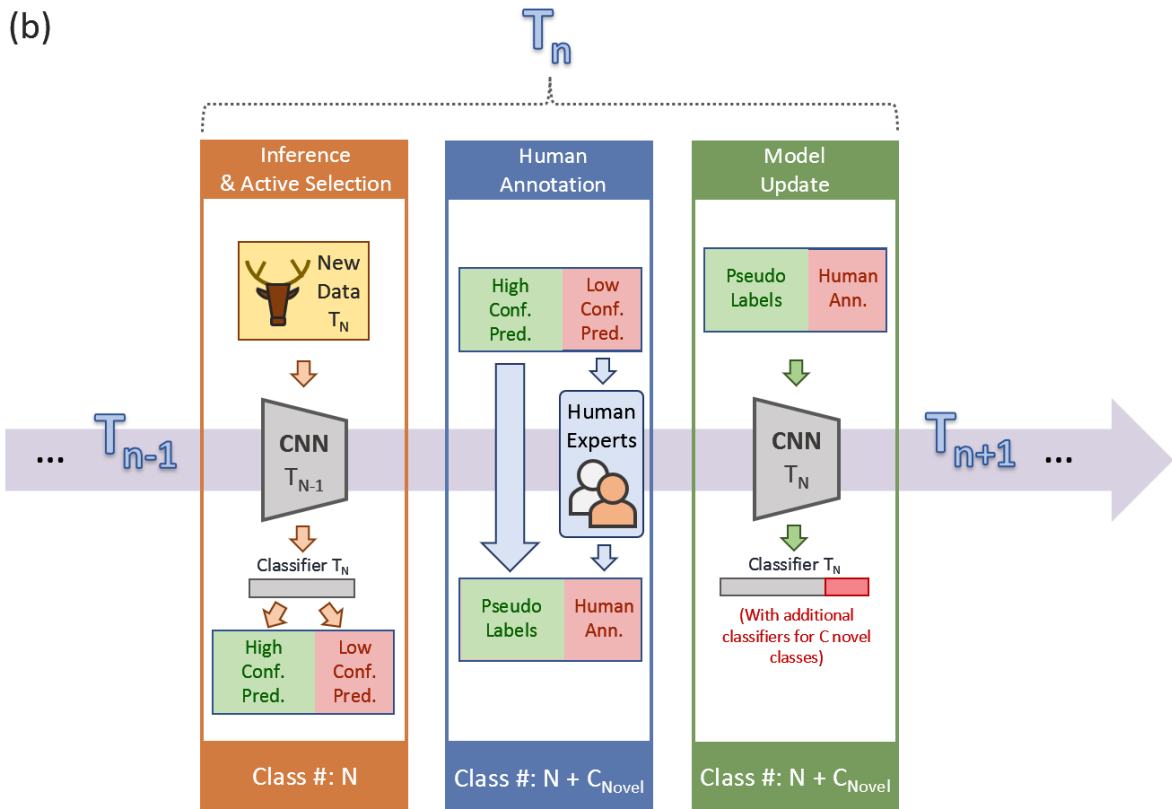 (b)
Tn
Inference
& Active Selection
New
Data
TN
CNN
TN-1
Classifier TN
High
Conf.
Pred.
Low
Conf.
Pred.
Class #: N
Human
Annotation
High
Conf.
Pred.
Low
Conf.
Pred.
Human
Experts
Pseudo
Labels
Human
Ann.
Class #: N + CNovel
Model
Update
Pseudo
Labels
Human
Ann.
CNN
TN
Classifier TN
(With additional
classifiers for C novel
classes)
Class #: N + CNovel
... Tn-1
Tn+1 ...